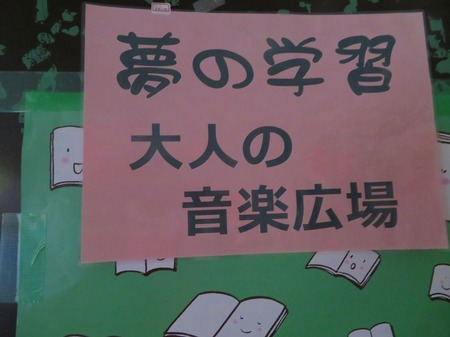 夢の学習
大人の
音楽広場